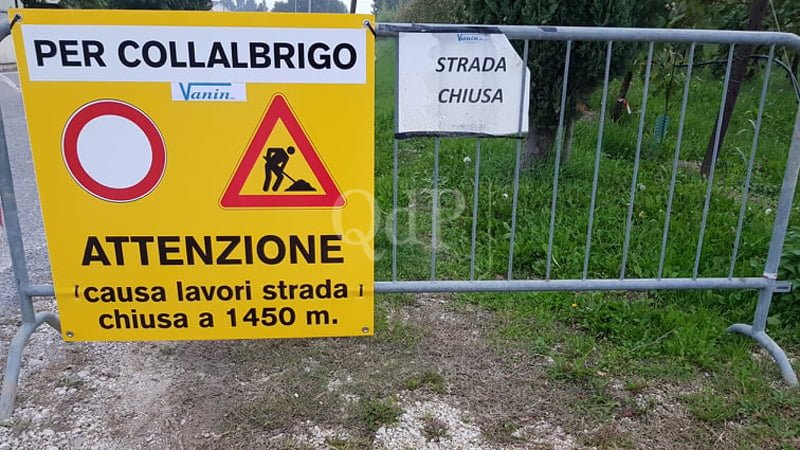 PER COLLALBRIGO
Vanin
ATTENZIONE
causa lavori strada
chiusa a 1450 m.
Vanin
STRADA
CHIUSA
QdP